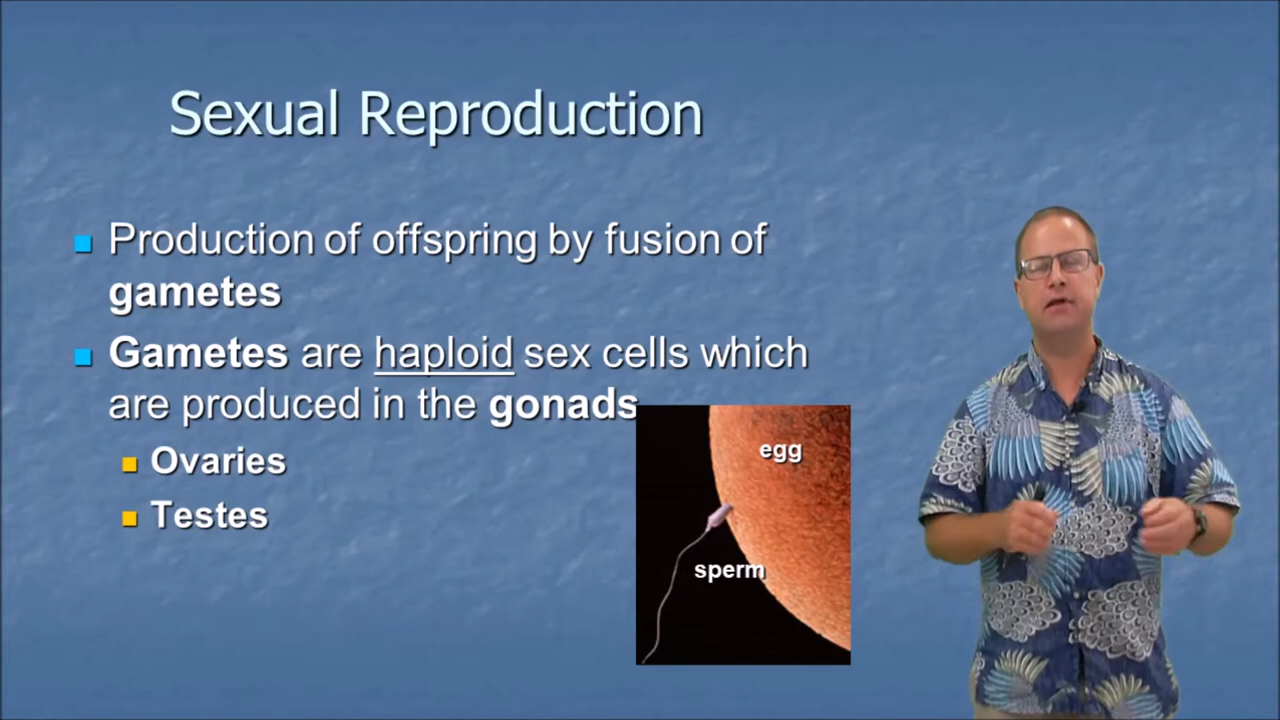 Sexual Reproduction
Production of offspring by fusion of
gametes
Gametes are haploid sex cells which
are produced in the gonads
Ovaries
Testes
egg
sperm